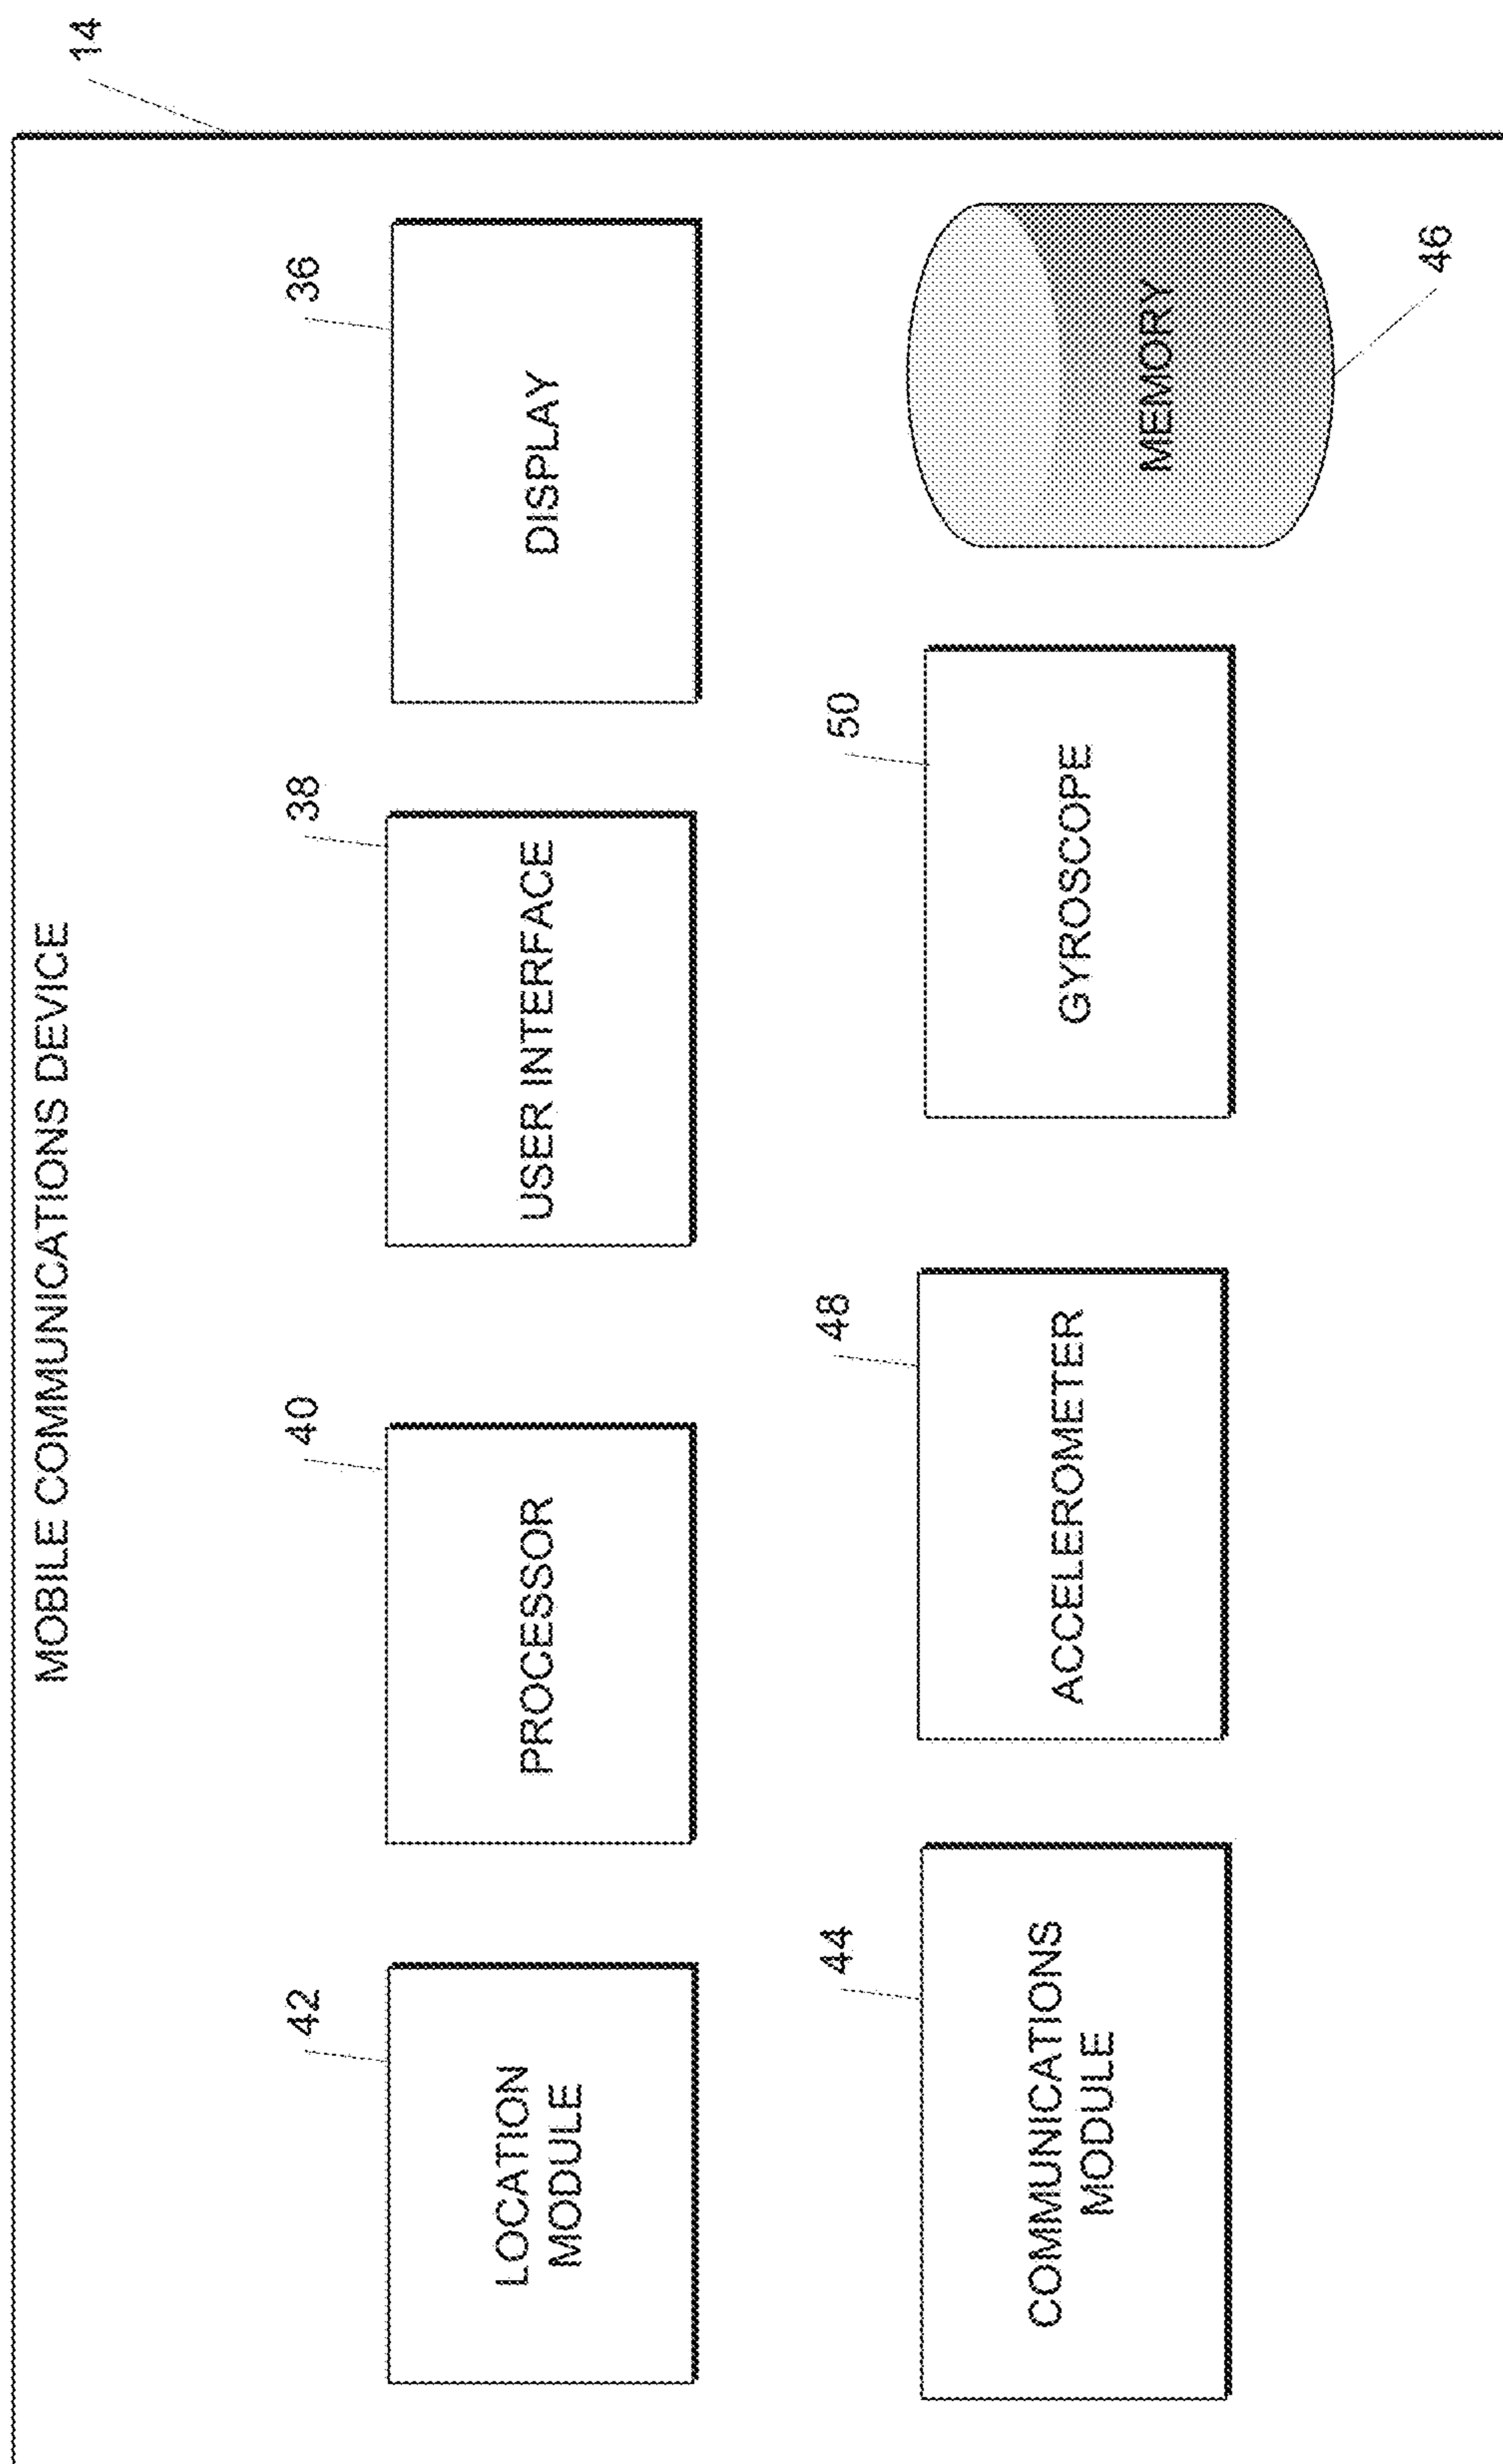 14
MOBILE COMMUNICATIONS DEVICE
42
40
38
36
LOCATION
MODULE
PROCESSOR
USER INTERFACE
DISPLAY
44
48
50
COMMUNICATIONS
MODULE
ACCELEROMETER
GYROSCOPE
MEMORY
46